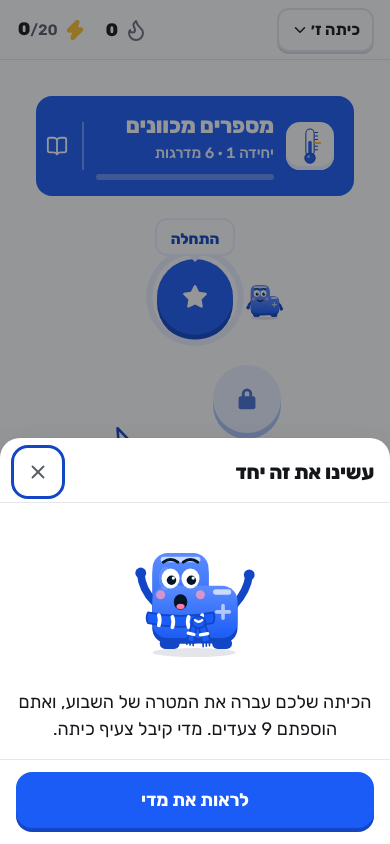 כיתה ז׳
0
0/20
מספרים מכוונים
יחידה 1 • 6 מדרגות
התחלה
עשינו את זה יחד
הכיתה שלכם עברה את המטרה של השבוע, ואתם
הוספתם 9 צעדים. מדי קיבל צעיף כיתה.
לראות את מדי